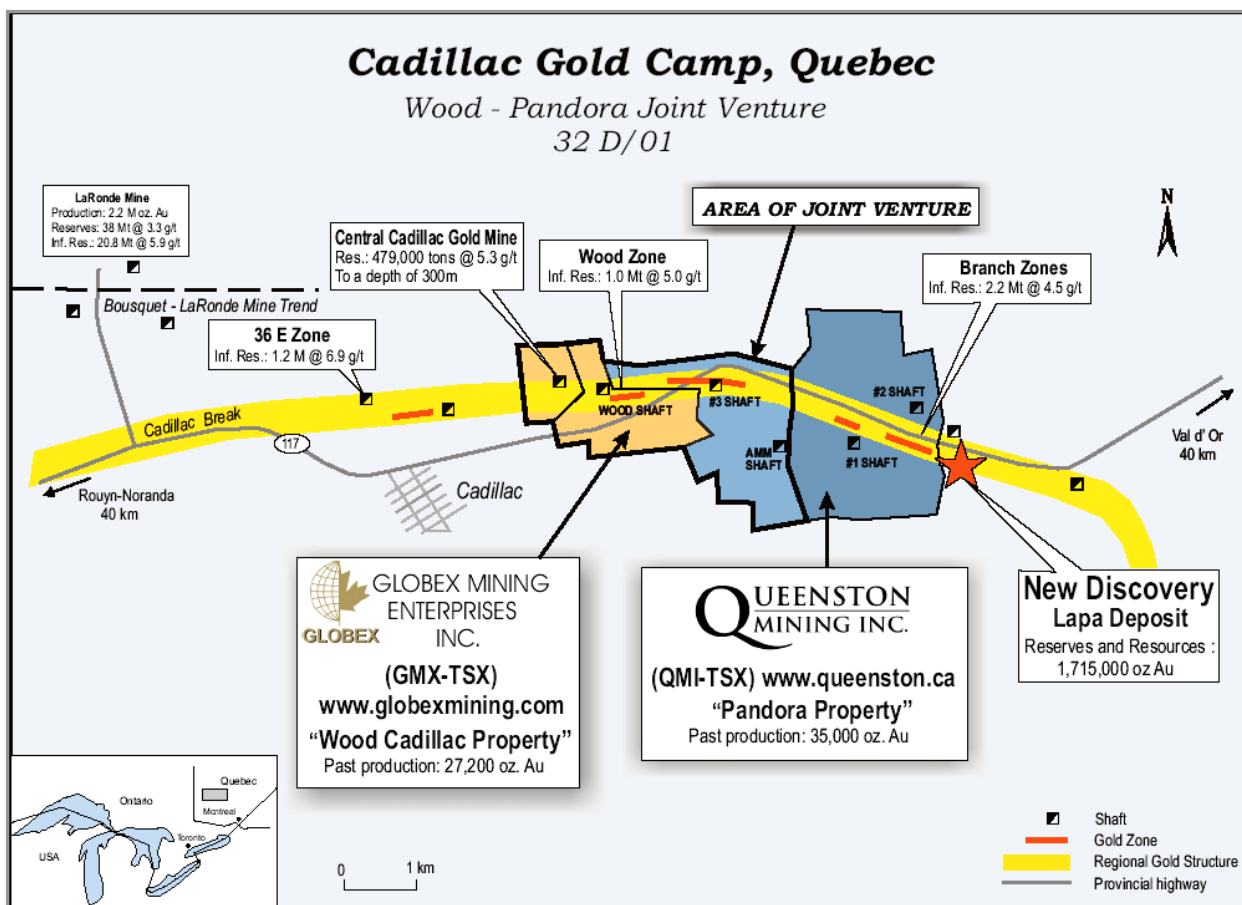 Cadillac Gold Camp, Quebec
Wood - Pandora Joint Venture
32 D/01
LaRonde Mine
Production: 2.2 M oz. Au
Reserves: 38 Mt @ 3.3 g/t
Inf. Res.: 20.8 Mt @ 5.9 g/t
Central Cadillac Gold Mine
Res.: 479,000 tons @ 5.3 g/t
To a depth of 300m
AREA OF JOINT VENTURE
N
Wood Zone
Inf. Res.: 1.0 Mt @ 5.0 g/t
Branch Zones
Inf. Res.: 2.2 Mt @ 4.5 g/t
Bousquet - LaRonde Mine Trend
36 E Zone
Inf. Res.: 1.2 M @ 6.9 g/t
Cadillac Break
117
WOOD SHAFT
#3 SHAFT
#2 SHAFT
AMM
SHAFT
#1 SHAFT
Val d' Or
40 km
Rouyn-Noranda
40 km
Cadillac
GLOBEX
GLOBEX MINING
ENTERPRISES
INC.
(GMX-TSX)
www.globexmining.com
“Wood Cadillac Property”
Past production: 27,200 oz. Au
QUEENSTON
MINING INC.
(QMI-TSX) www.queenston.ca
“Pandora Property”
Past production: 35,000 oz. Au
New Discovery
Lapa Deposit
Reserves and Resources :
1,715,000 oz Au
Quebec
Ontario
Montreal
Toronto
USA
0 1 km
Shaft
Gold Zone
Regional Gold Structure
Provincial highway